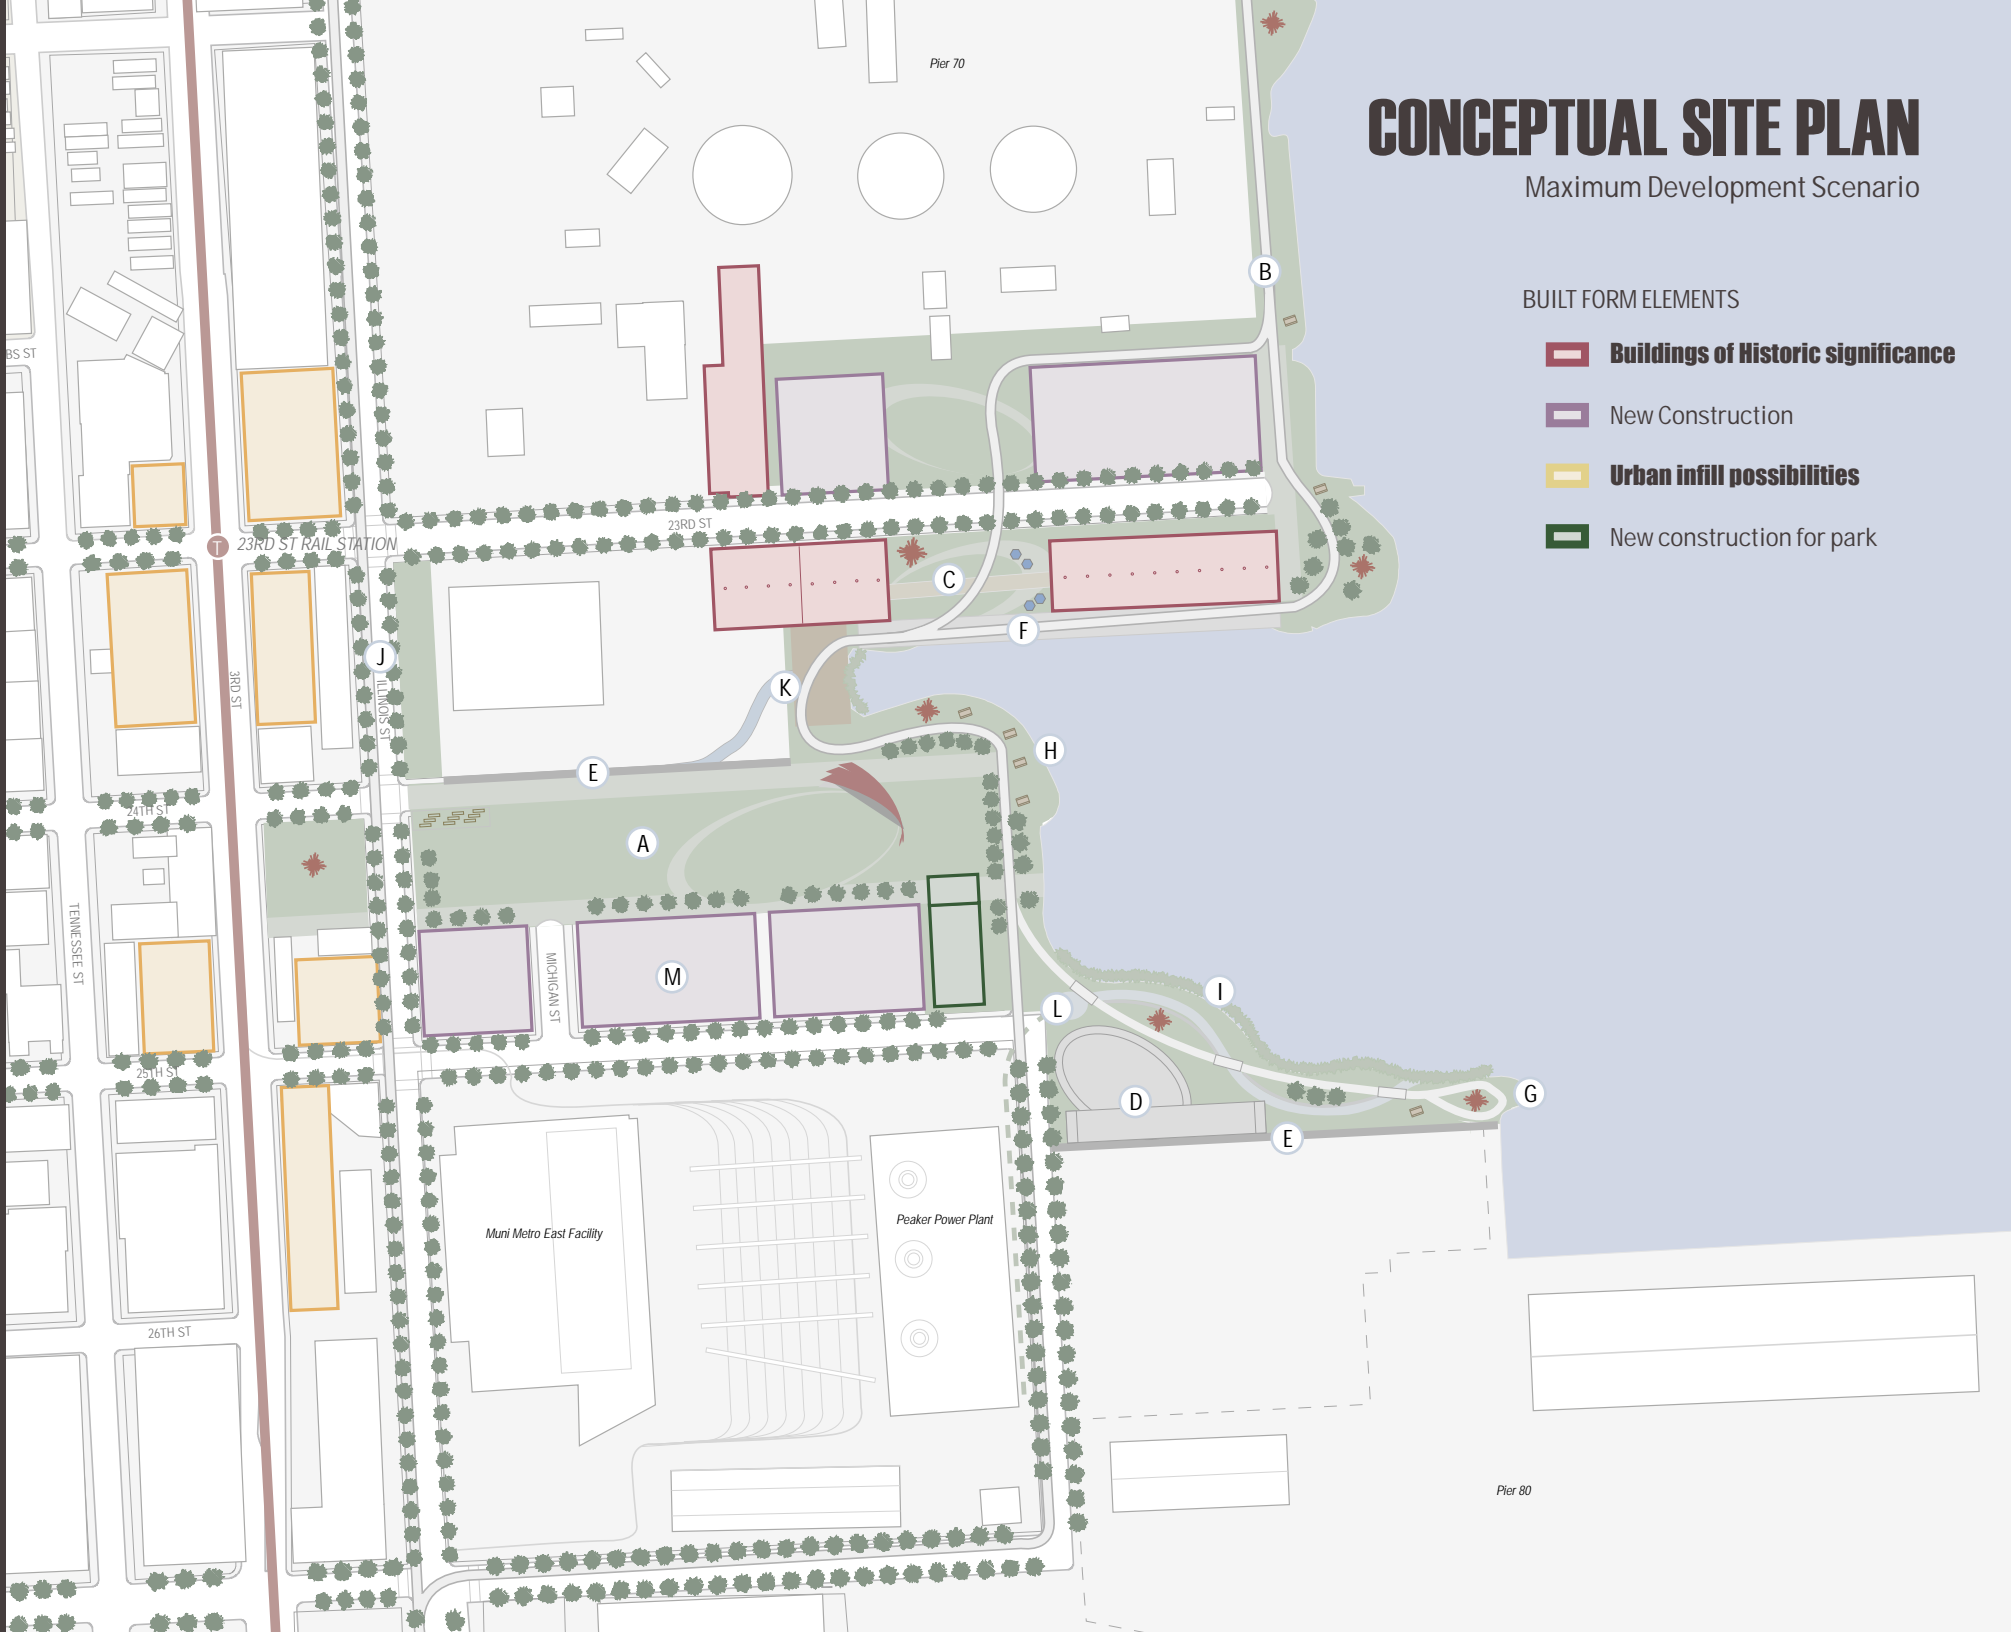 Pier 70
CONCEPTUAL SITE PLAN
Maximum Development Scenario
B
BUILT FORM ELEMENTS
BS ST
Buildings of Historic significance
New Construction
Urban infill possibilities
23RD ST
New construction for park
T
23RD ST RAIL STATION
C
F
J
K
3RD ST
ILLINOIS ST
H
E
24TH ST
A
TENNESSEE ST
MICHIGAN ST
M
I
L
25TH ST
D
G
E
Peaker Power Plant
Muni Metro East Facility
26TH ST
Pier 80